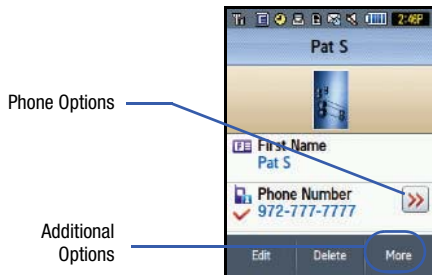 2:46P
Pat S
Phone Options
First Name
Pat S
Phone Number
972-777-7777
Additional
Options
Edit Delete More